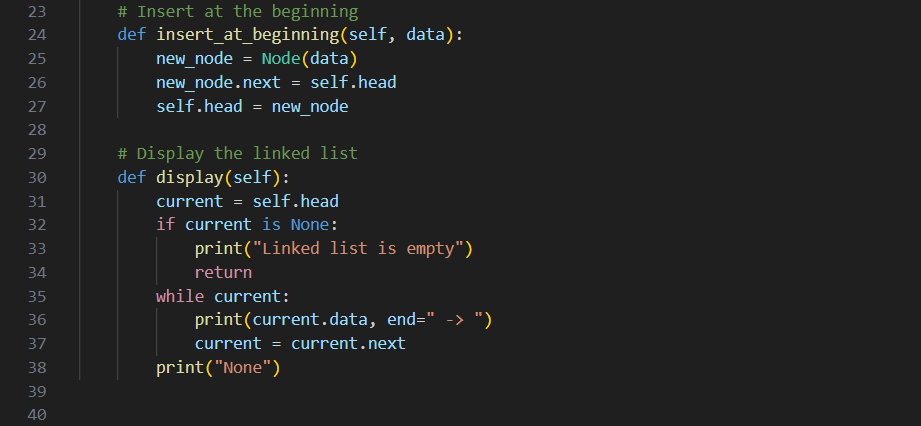 23 # Insert at the beginning
24 def insert_at_beginning(self, data):
25     new_node = Node(data)
26     new_node.next = self.head
27     self.head = new_node
28
29 # Display the linked list
30 def display(self):
31     current = self.head
32     if current is None:
33         print("Linked list is empty")
34         return
35     while current:
36         print(current.data, end=" -> ")
37         current = current.next
38     print("None")
39
40